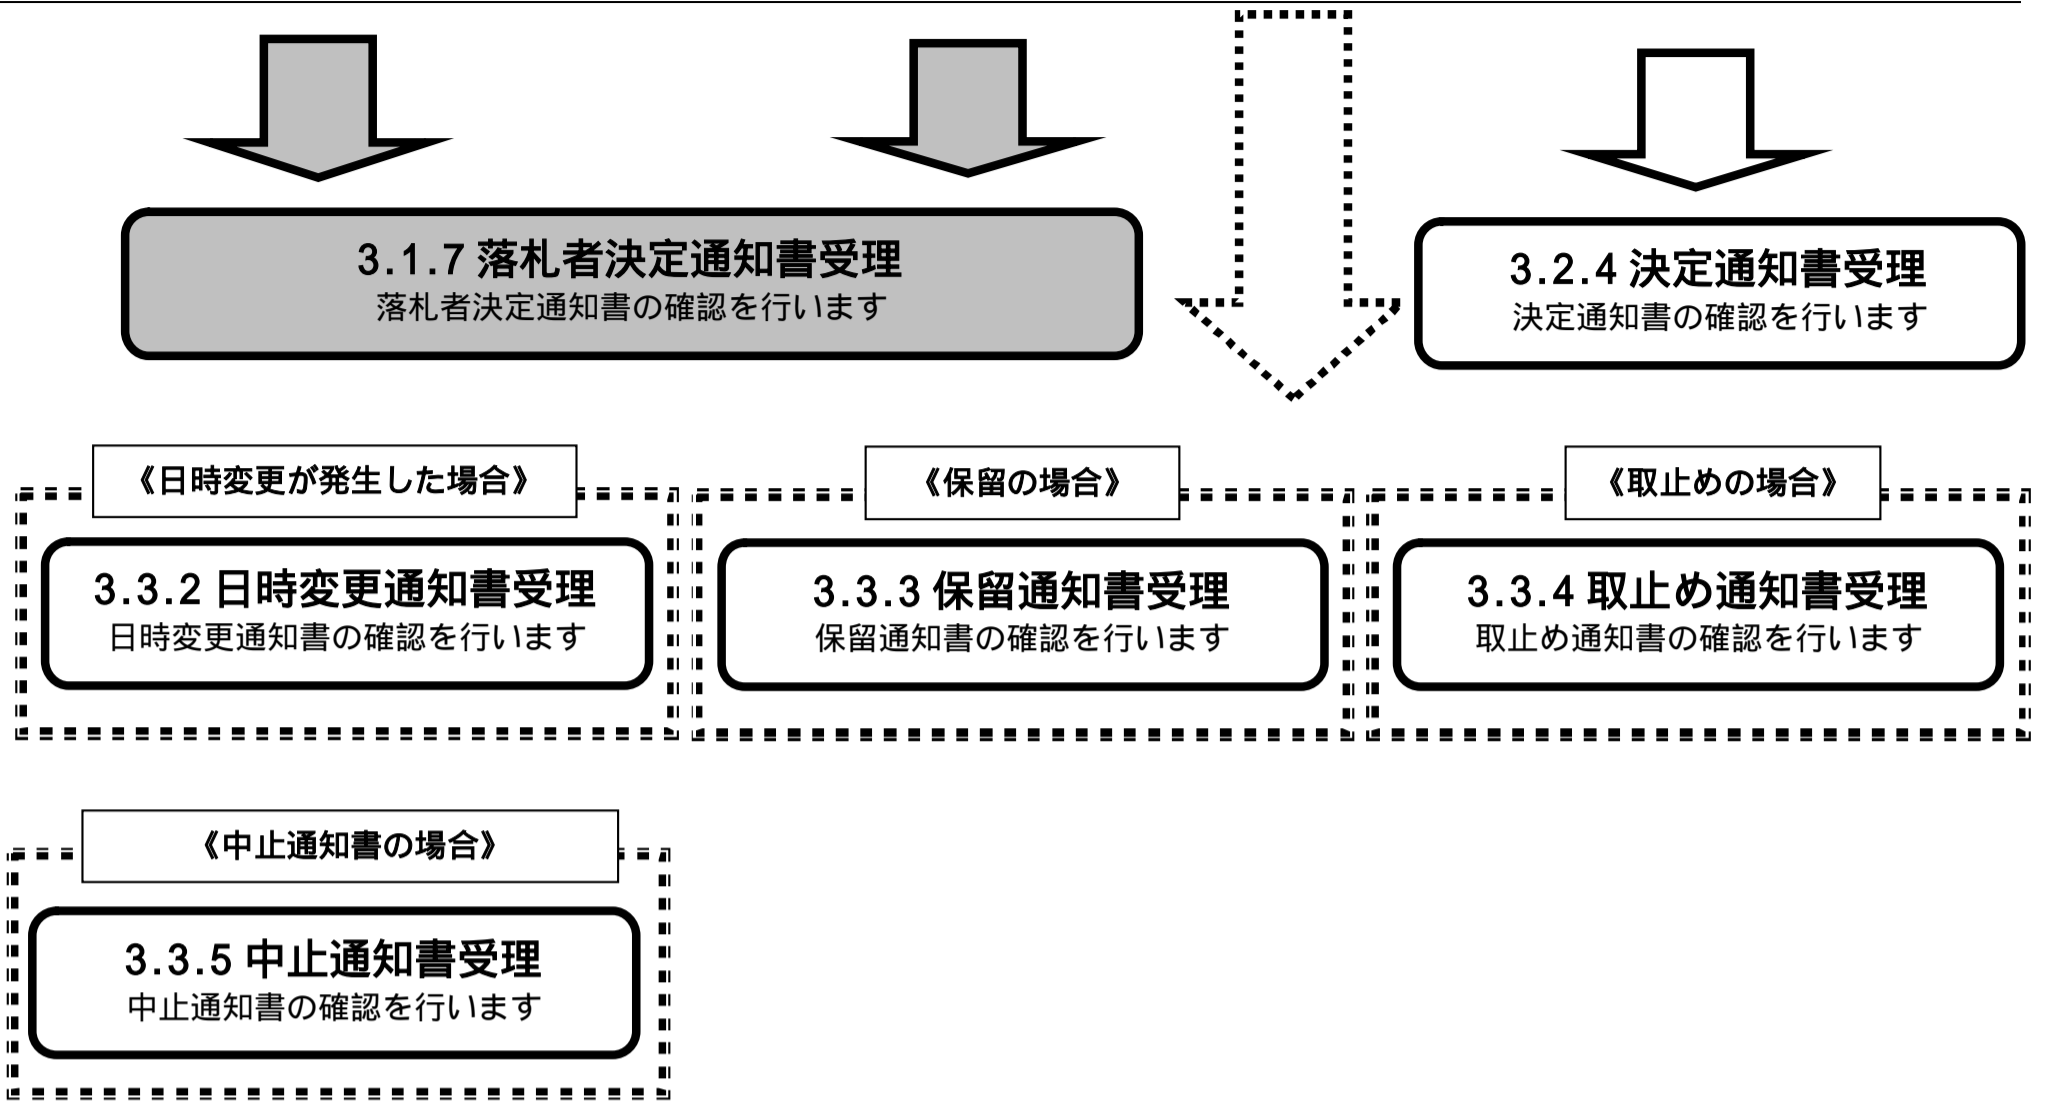 3.1.7 落札者決定通知書受理
落札者決定通知書の確認を行います
3.2.4 決定通知書受理
決定通知書の確認を行います
《日時変更が発生した場合》
3.3.2 日時変更通知書受理
日時変更通知書の確認を行います
《保留の場合》
3.3.3 保留通知書受理
保留通知書の確認を行います
《取止めの場合》
3.3.4 取止め通知書受理
取止め通知書の確認を行います
《中止通知書の場合》
3.3.5 中止通知書受理
中止通知書の確認を行います